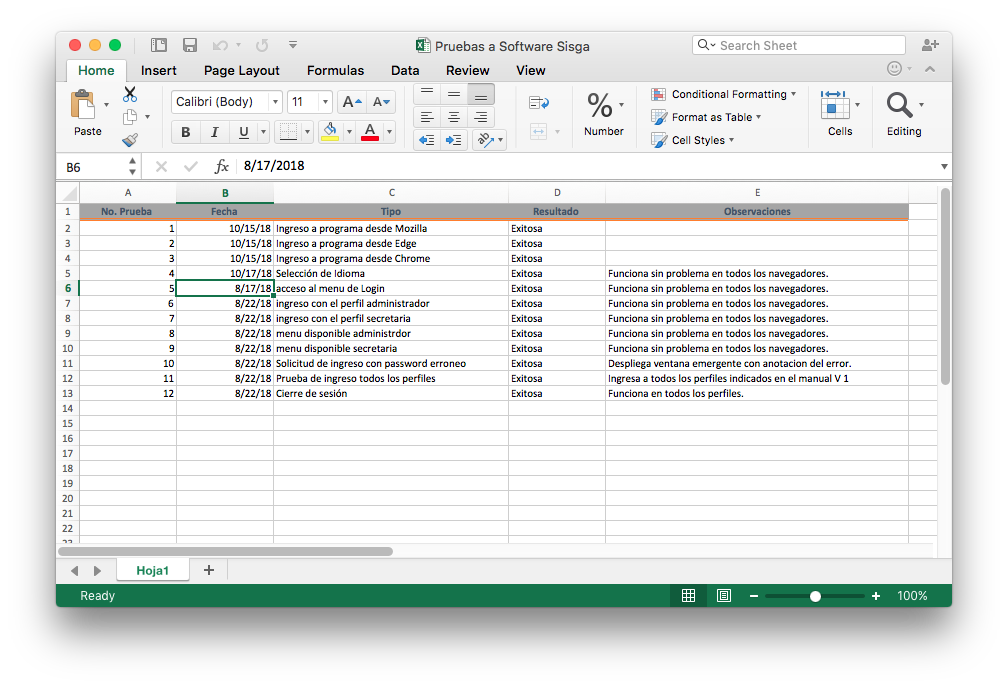 Pruebas a Software Sisga
Search Sheet
Home Insert Page Layout Formulas Data Review View
Paste
Calibri (Body) 11 A A
B I U A
% Number
Conditional Formatting
Format as Table
Cell Styles
Cells
Editing
B6 fx 8/17/2018
A B C D E
1 No. Prueba Fecha Tipo Resultado Observaciones
2 1 10/15/18 Ingreso a programa desde Mozilla Exitosa
3 2 10/15/18 Ingreso a programa desde Edge Exitosa
4 3 10/15/18 Ingreso a programa desde Chrome Exitosa
5 4 10/17/18 Selección de Idioma Exitosa Funciona sin problema en todos los navegadores.
6 5 8/17/18 acceso al menu de Login Exitosa Funciona sin problema en todos los navegadores.
7 6 8/22/18 ingreso con el perfil administrador Exitosa Funciona sin problema en todos los navegadores.
8 7 8/22/18 ingreso con el perfil secretaria Exitosa Funciona sin problema en todos los navegadores.
9 8 8/22/18 menu disponible administrdor Exitosa Funciona sin problema en todos los navegadores.
10 9 8/22/18 menu disponible secretaria Exitosa Funciona sin problema en todos los navegadores.
11 10 8/22/18 Solicitud de ingreso con password erroneo Exitosa Despliega ventana emergente con anotacion del error.
12 11 8/22/18 Prueba de ingreso todos los perfiles Exitosa Ingresa a todos los perfiles indicados en el manual V 1
13 12 8/22/18 Cierre de sesión Exitosa Funciona en todos los perfiles.
14
15
16
17
18
19
20
21
22
23
Hoja1 +
Ready 100%